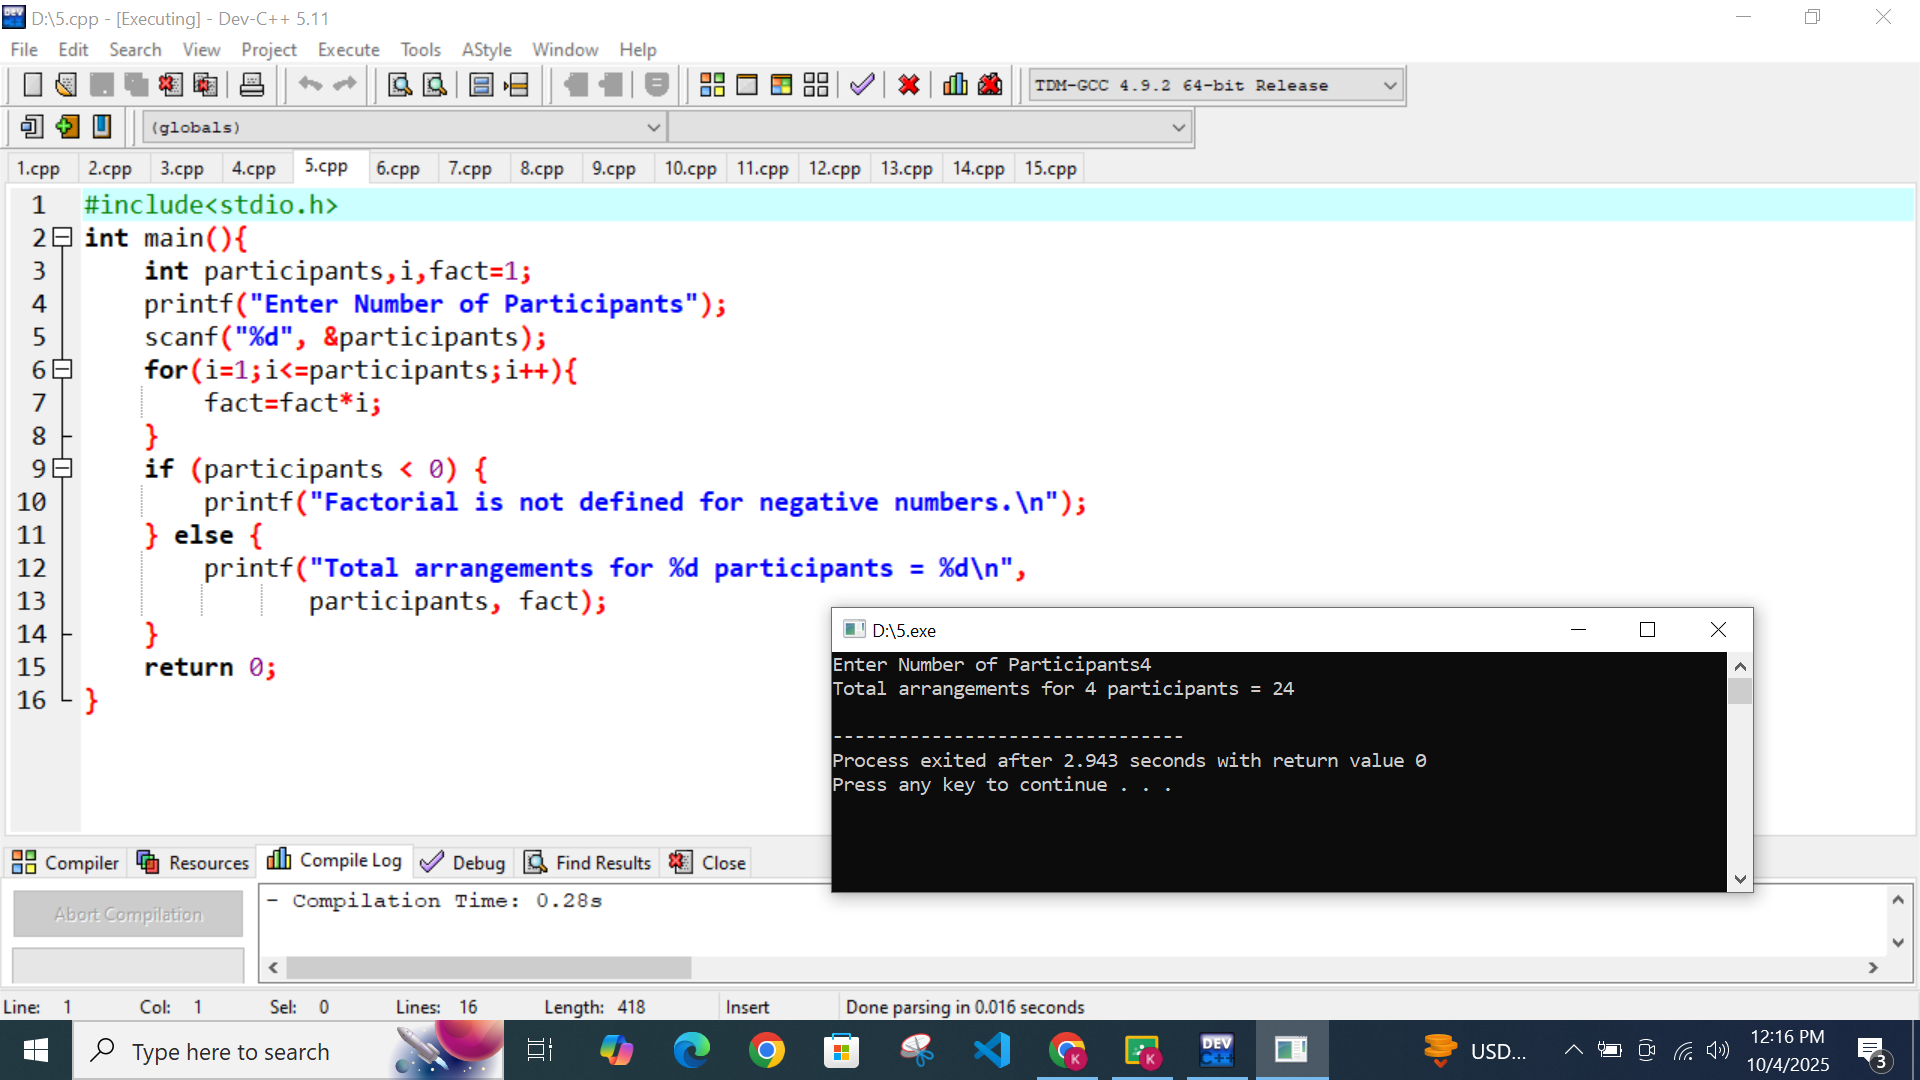 D:\5.cpp - [Executing] - Dev-C++ 5.11
File Edit Search View Project Execute Tools AStyle Window Help
TDM-GCC 4.9.2 64-bit Release
(globals)
1.cpp 2.cpp 3.cpp 4.cpp 5.cpp 6.cpp 7.cpp 8.cpp 9.cpp 10.cpp 11.cpp 12.cpp 13.cpp 14.cpp 15.cpp
1 #include<stdio.h>
2 int main(){
3 int participants,i,fact=1;
4 printf("Enter Number of Participants");
5 scanf("%d", &participants);
6 for(i=1;i<=participants;i++){
7 fact=fact*i;
8 }
9 if (participants < 0) {
10 printf("Factorial is not defined for negative numbers.\n");
11 } else {
12 printf("Total arrangements for %d participants = %d\n",
13 participants, fact);
14 }
15 return 0;
16 }
D:\5.exe
Enter Number of Participants4
Total arrangements for 4 participants = 24
--------------------------------
Process exited after 2.943 seconds with return value 0
Press any key to continue . . .
Compiler Resources Compile Log Debug Find Results Close
Abort Compilation
- Compilation Time: 0.28s
Line: 1 Col: 1 Sel: 0 Lines: 16 Length: 418 Insert Done parsing in 0.016 seconds
Type here to search
K
K
DEV C++
USD...
12:16 PM
10/4/2025
3